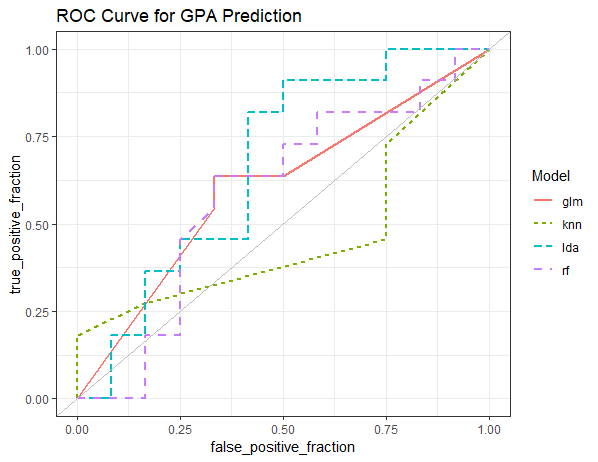 ROC Curve for GPA Prediction
true_positive_fraction
1.00
0.75
0.50
0.25
0.00
0.00 0.25 0.50 0.75 1.00
false_positive_fraction
Model
glm
knn
lda
rf